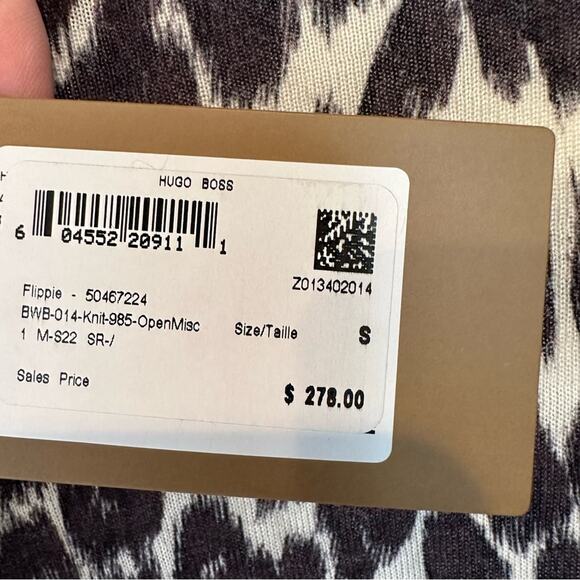 HUGO BOSS
6 04552 20911 1
Z013402014
Flippie - 50467224
BWB-014-Knit-985-OpenMisc
Size/Taille S
1 M-S22 SR-/
Sales Price
$ 278.00